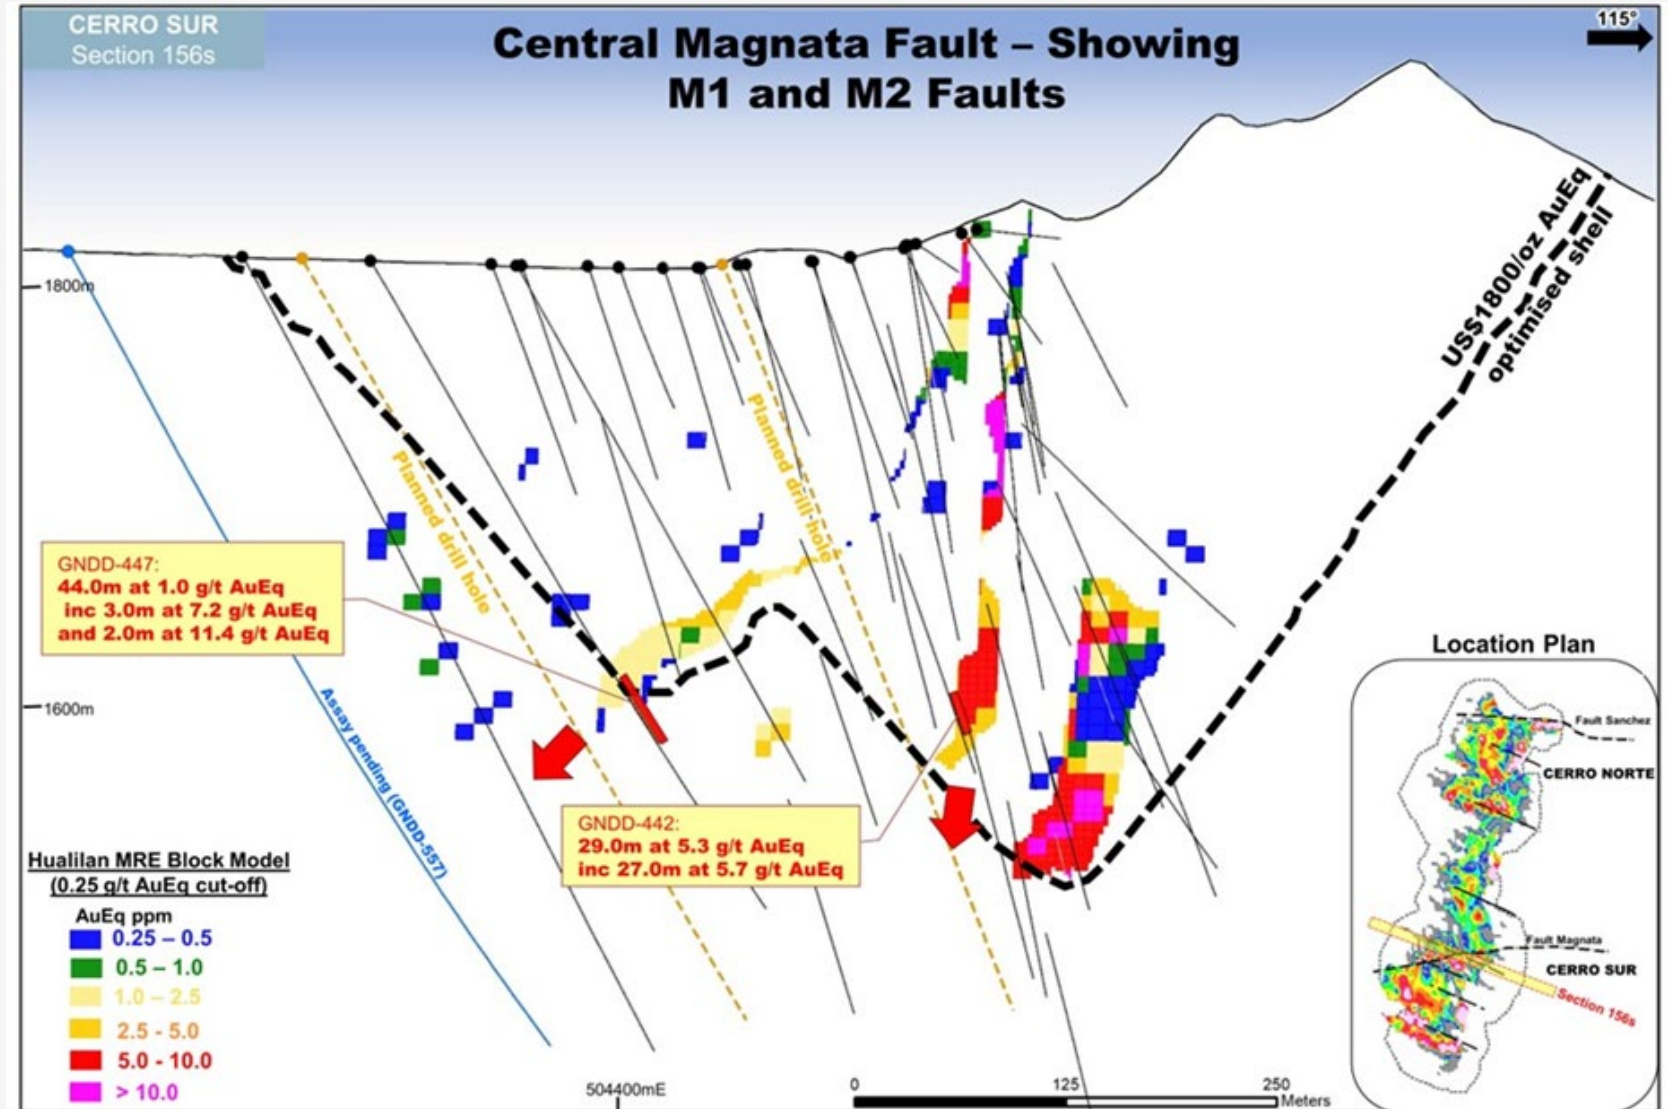 CERRO SUR
Section 156s
Central Magnata Fault – Showing
M1 and M2 Faults
115°
US$1800/oz AuEq
optimised shell
1800m
Planned drill hole
Planned drill hole
GNDD-447:
44.0m at 1.0 g/t AuEq
inc 3.0m at 7.2 g/t AuEq
and 2.0m at 11.4 g/t AuEq
1600m
Assay pending (GNDD-557)
GNDD-442:
29.0m at 5.3 g/t AuEq
inc 27.0m at 5.7 g/t AuEq
Location Plan
Fault Sanchez
CERRO NORTE
Fault Magnata
CERRO SUR
Section 156s
Hualilan MRE Block Model
(0.25 g/t AuEq cut-off)
AuEq ppm
0.25 – 0.5
0.5 – 1.0
1.0 – 2.5
2.5 - 5.0
5.0 - 10.0
> 10.0
504400mE
0 125 250
Meters